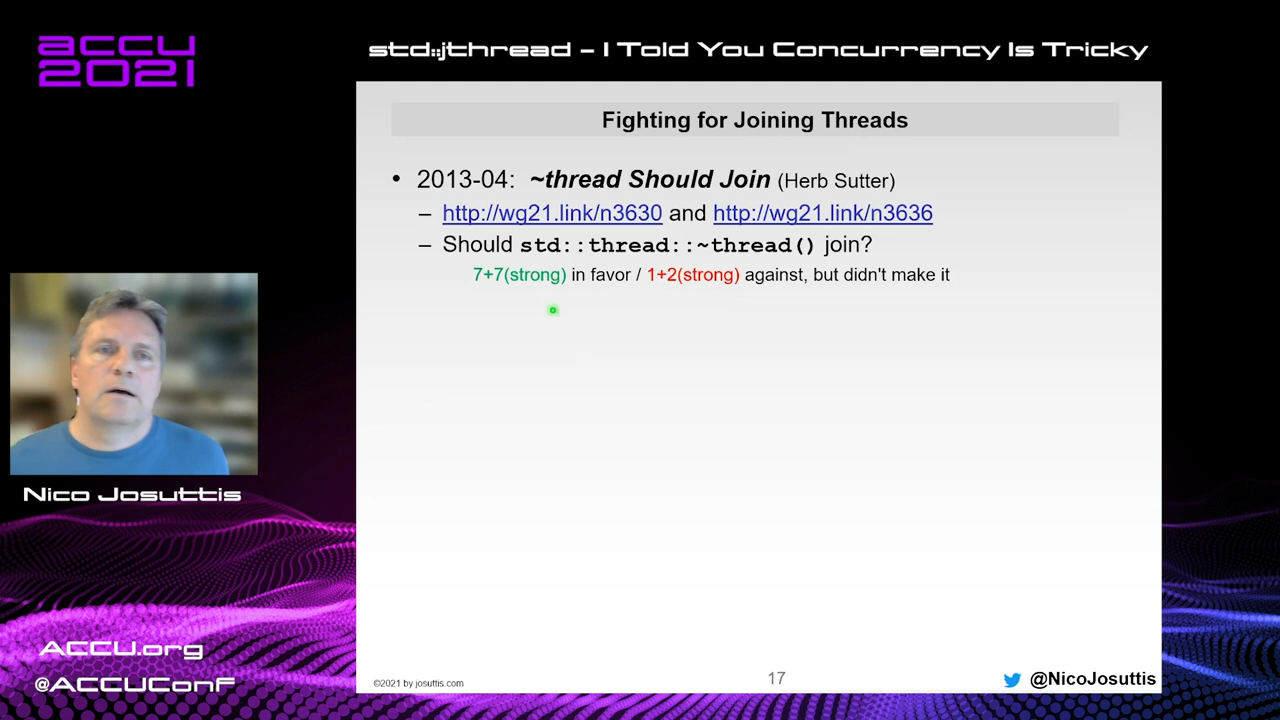 accu
2021
std::jthread – I Told You Concurrency Is Tricky
Fighting for Joining Threads
• 2013-04: ~thread Should Join (Herb Sutter)
– http://wg21.link/n3630 and http://wg21.link/n3636
– Should std::thread::~thread() join?
7+7(strong) in favor / 1+2(strong) against, but didn't make it
Nico Josuttis
ACCU.org
@ACCUConf
©2021 by josuttis.com
17
@NicoJosuttis